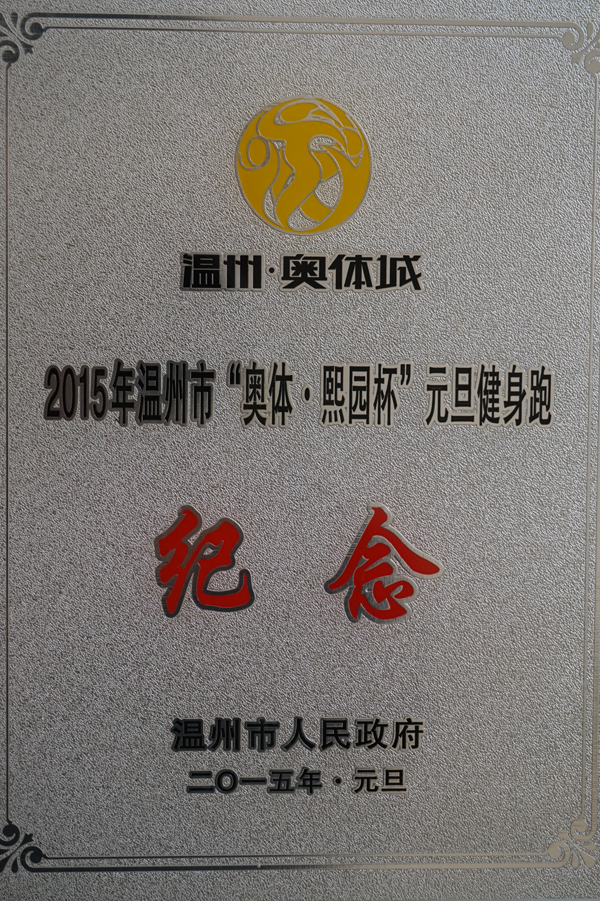 温州·奥体城
2015年温州市“奥体·熙园杯”元旦健身跑
纪念
温州市人民政府
二〇一五年·元旦